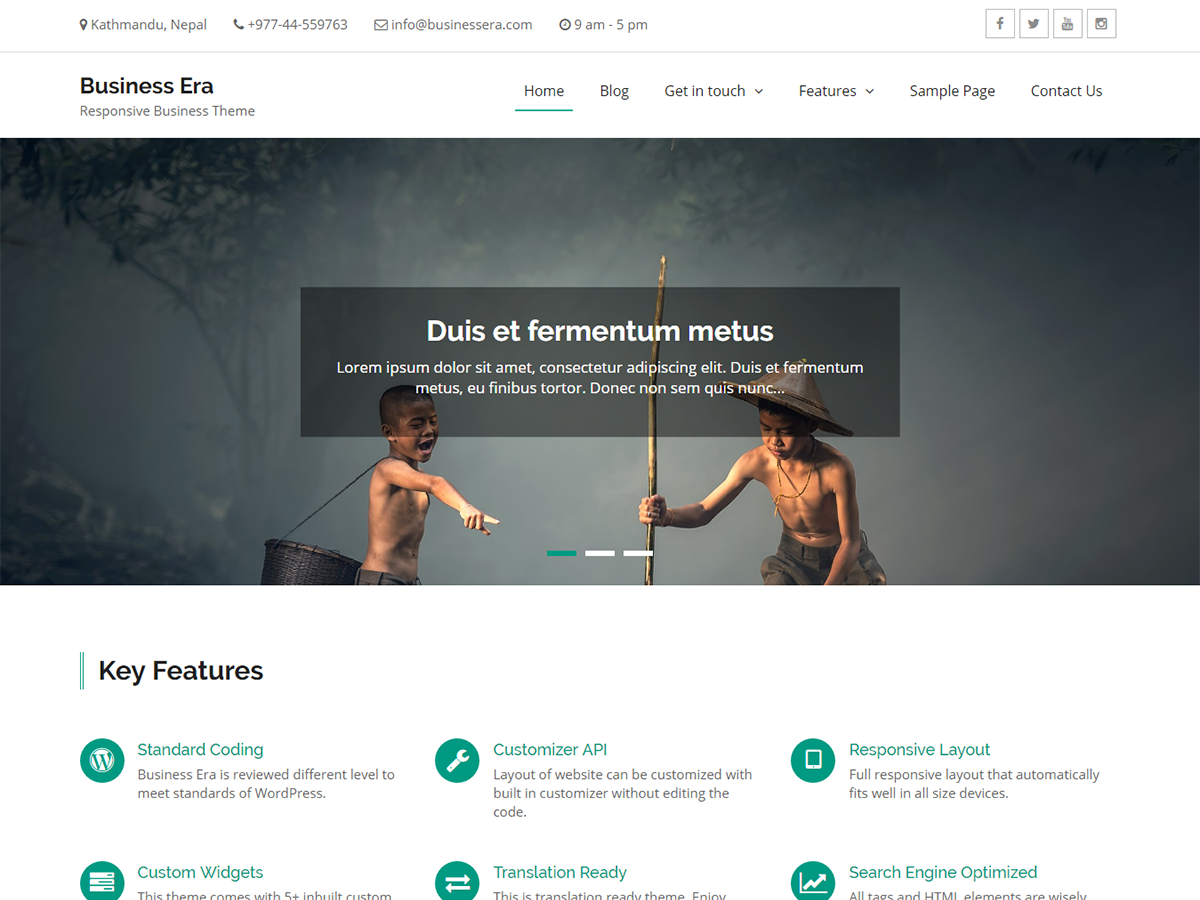 Kathmandu, Nepal +977-44-559763 info@businessera.com 9 am - 5 pm
Business Era
Responsive Business Theme
Home Blog Get in touch Features Sample Page Contact Us
Duis et fermentum metus
Lorem ipsum dolor sit amet, consectetur adipiscing elit. Duis et fermentum
metus, eu finibus tortor. Donec non sem quis nunc...
Key Features
Standard Coding
Business Era is reviewed different level to
meet standards of WordPress.
Customizer API
Layout of website can be customized with
built in customizer without editing the
code.
Responsive Layout
Full responsive layout that automatically
fits well in all size devices.
Custom Widgets
This theme comes with 5+ inbuilt custom
Translation Ready
This is translation ready theme. Enjoy
Search Engine Optimized
All tags and HTML elements are wisely